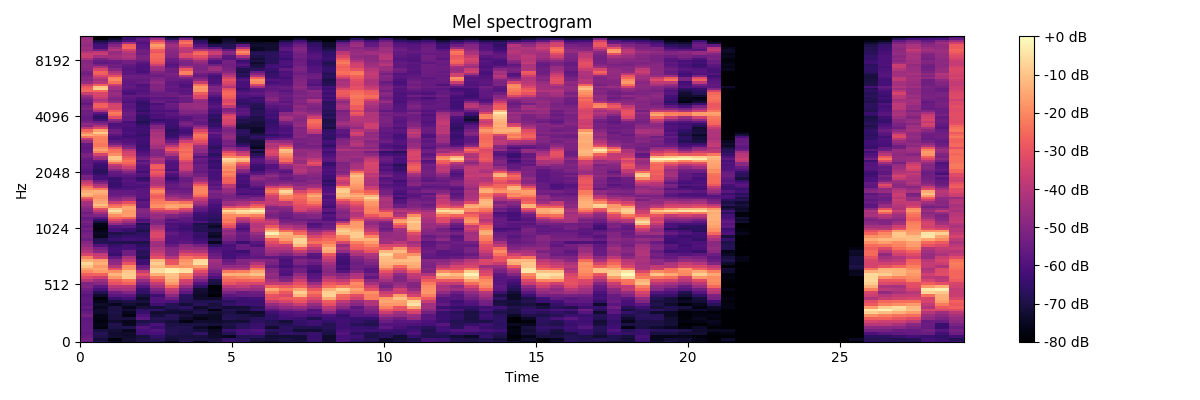 Mel spectrogram
8192
4096
2048
1024
512
0
Hz
0 5 10 15 20 25
Time
+0 dB
-10 dB
-20 dB
-30 dB
-40 dB
-50 dB
-60 dB
-70 dB
-80 dB